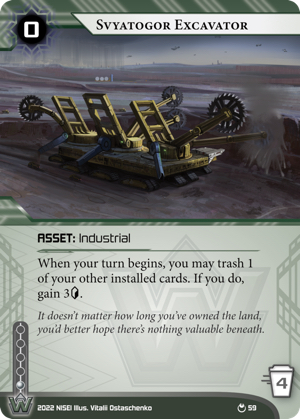 0
Svyatogor Excavator
ASSET: Industrial
When your turn begins, you may trash 1
of your other installed cards. If you do,
gain 3
It doesn't matter how long you've owned the land,
you'd better hope there's nothing valuable beneath.
4
2022 NISEI Illus. Vitalii Ostaschenko
59